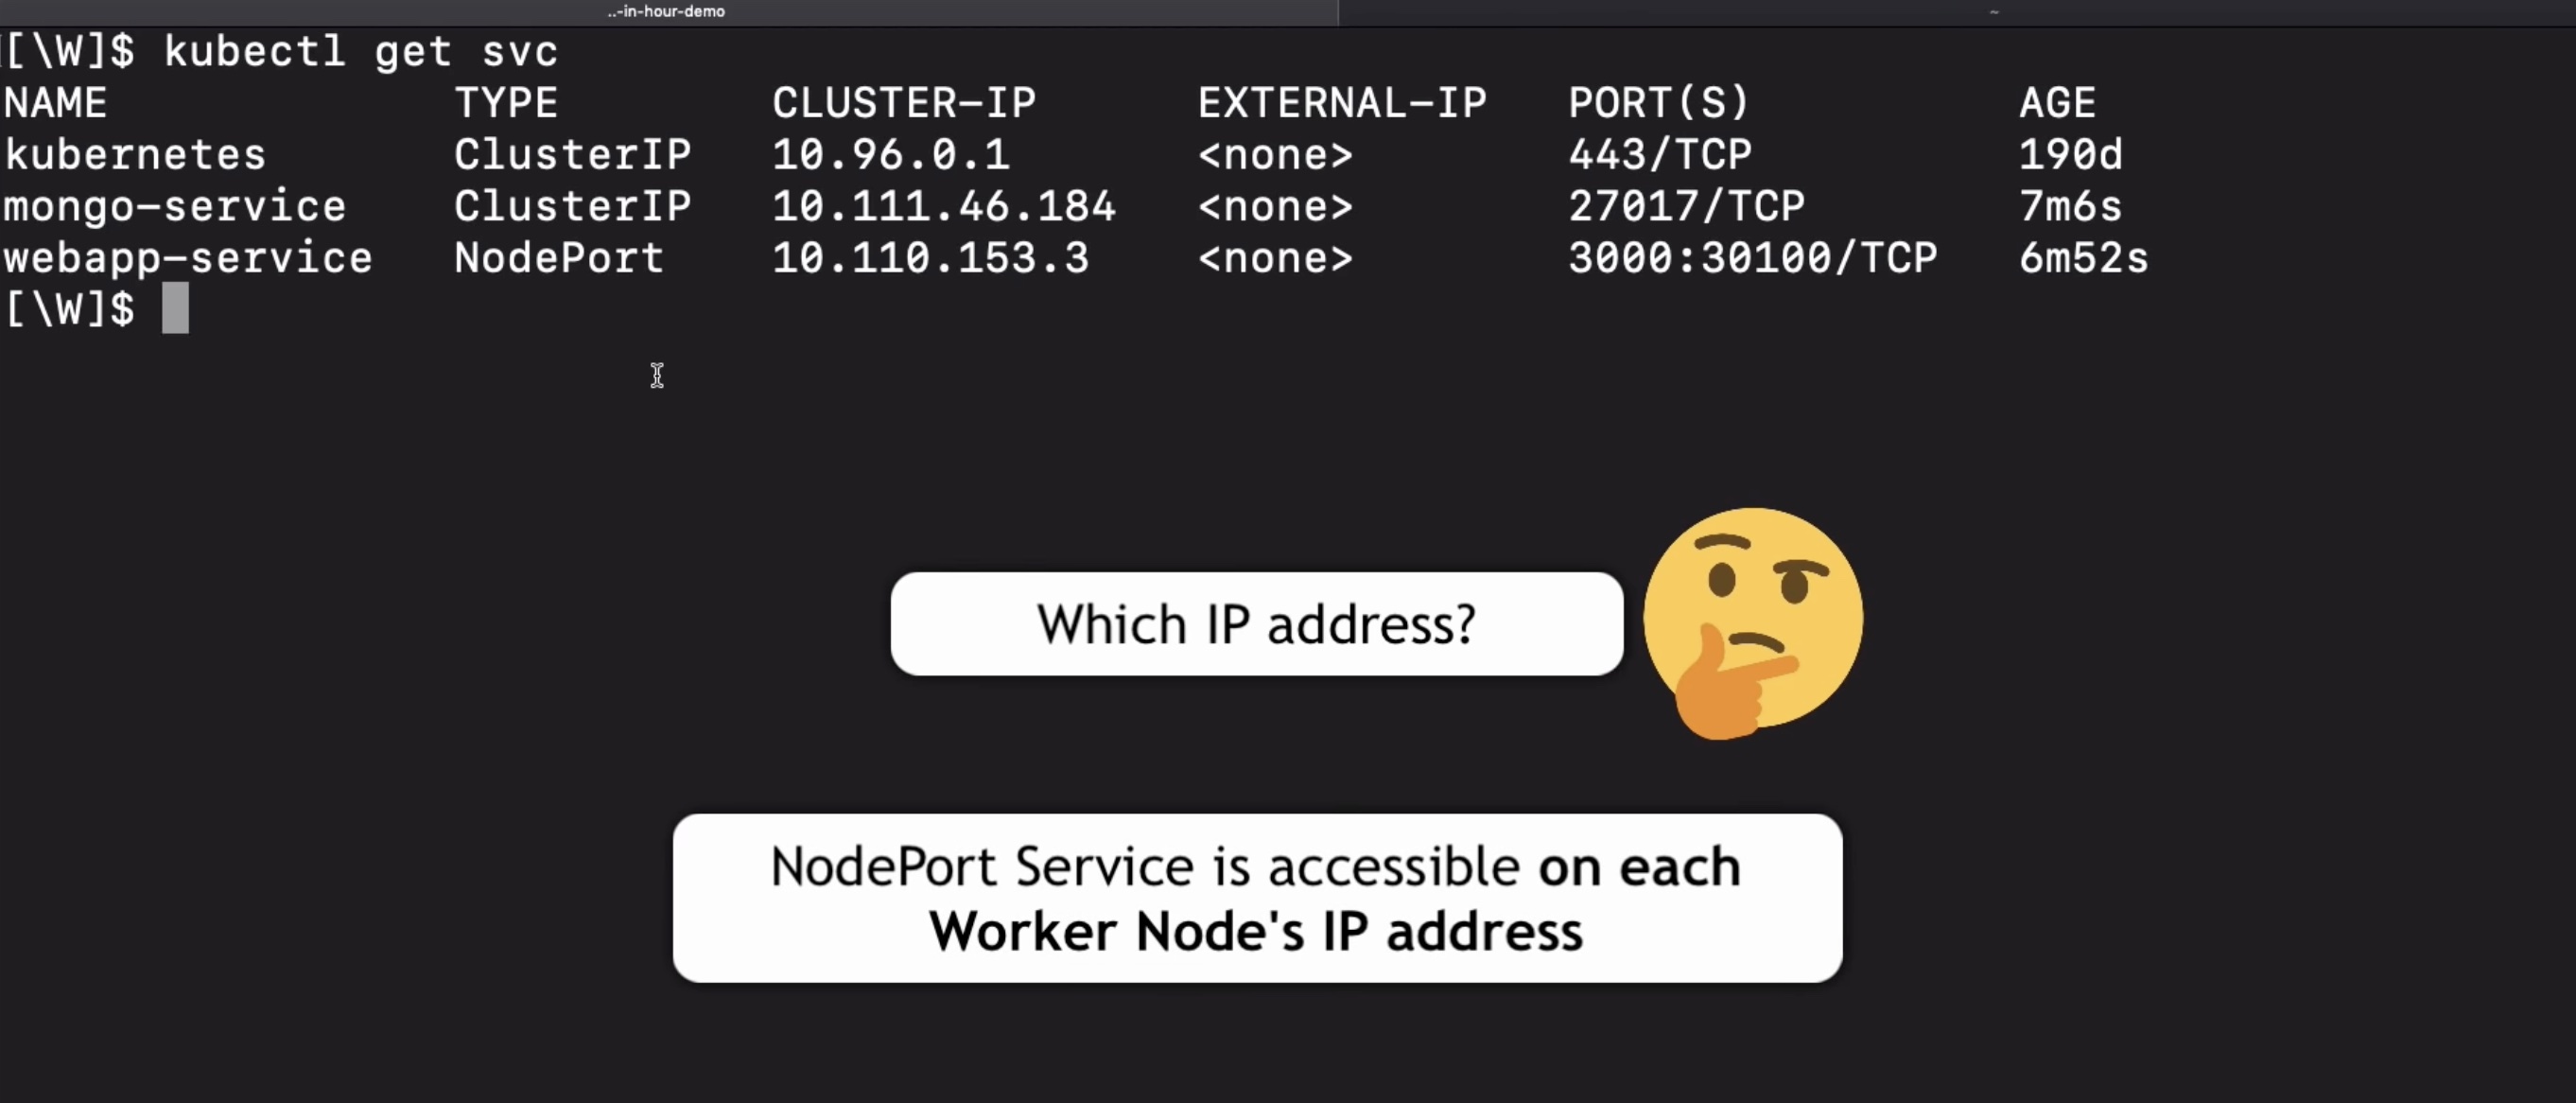 ..-in-hour-demo ~
[\W]$ kubectl get svc
NAME TYPE CLUSTER-IP EXTERNAL-IP PORT(S) AGE
kubernetes ClusterIP 10.96.0.1 <none> 443/TCP 190d
mongo-service ClusterIP 10.111.46.184 <none> 27017/TCP 7m6s
webapp-service NodePort 10.110.153.3 <none> 3000:30100/TCP 6m52s
[\W]$
Which IP address?
NodePort Service is accessible on each
Worker Node's IP address